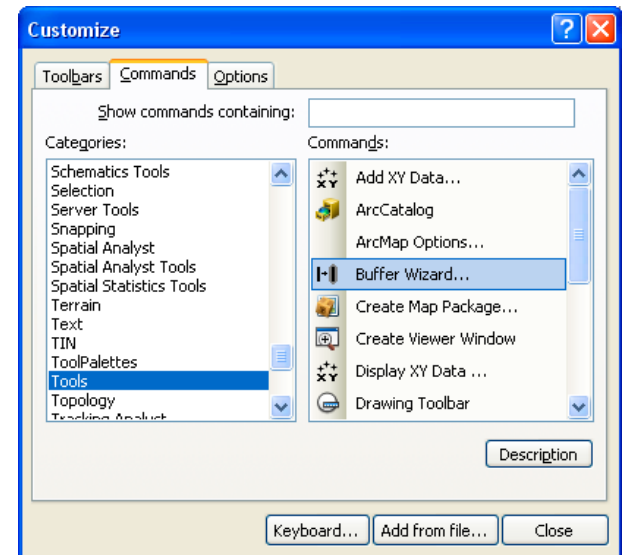 Customize
Toolbars Commands Options
Show commands containing:
Categories:
Schematics Tools
Selection
Server Tools
Snapping
Spatial Analyst
Spatial Analyst Tools
Spatial Statistics Tools
Terrain
Text
TIN
ToolPalettes
Tools
Topology
Tracking Analyst
Commands:
Add XY Data...
ArcCatalog
ArcMap Options...
Buffer Wizard...
Create Map Package...
Create Viewer Window
Display XY Data ...
Drawing Toolbar
Description
Keyboard... Add from file... Close